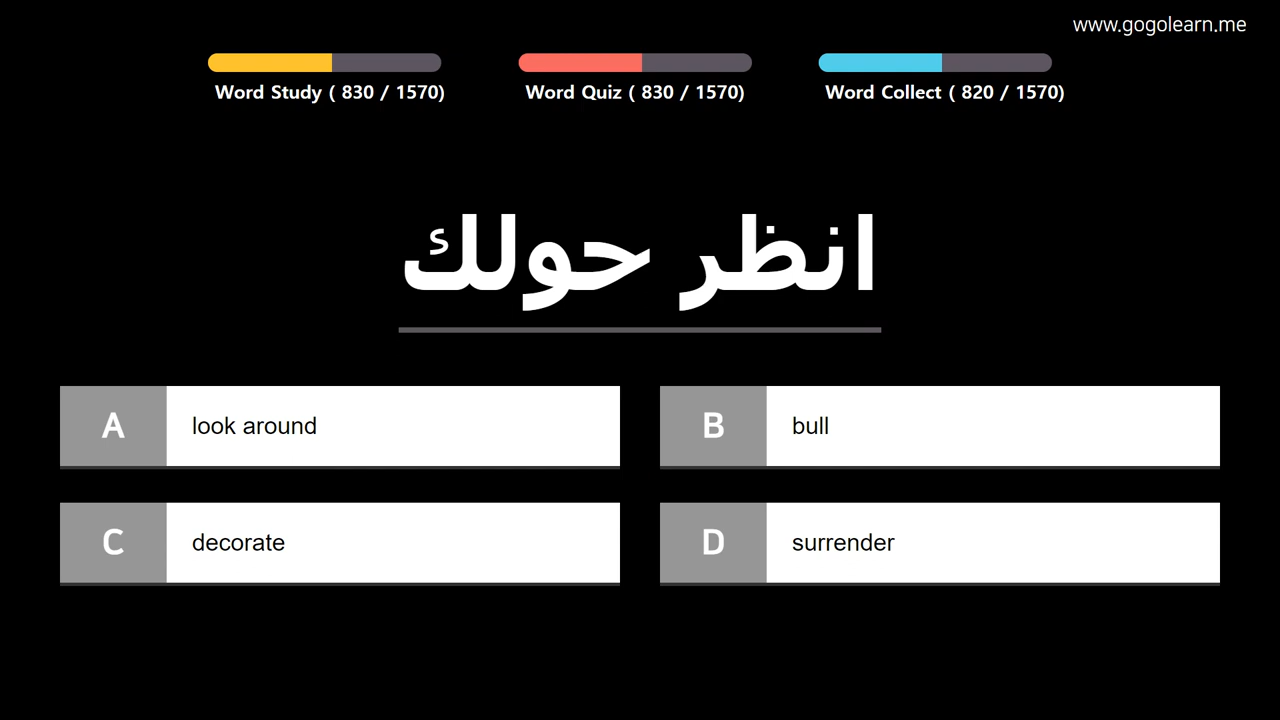 www.gogolearn.me
Word Study ( 830 / 1570)
Word Quiz ( 830 / 1570)
Word Collect ( 820 / 1570)
انظر حولك
A look around
B bull
C decorate
D surrender